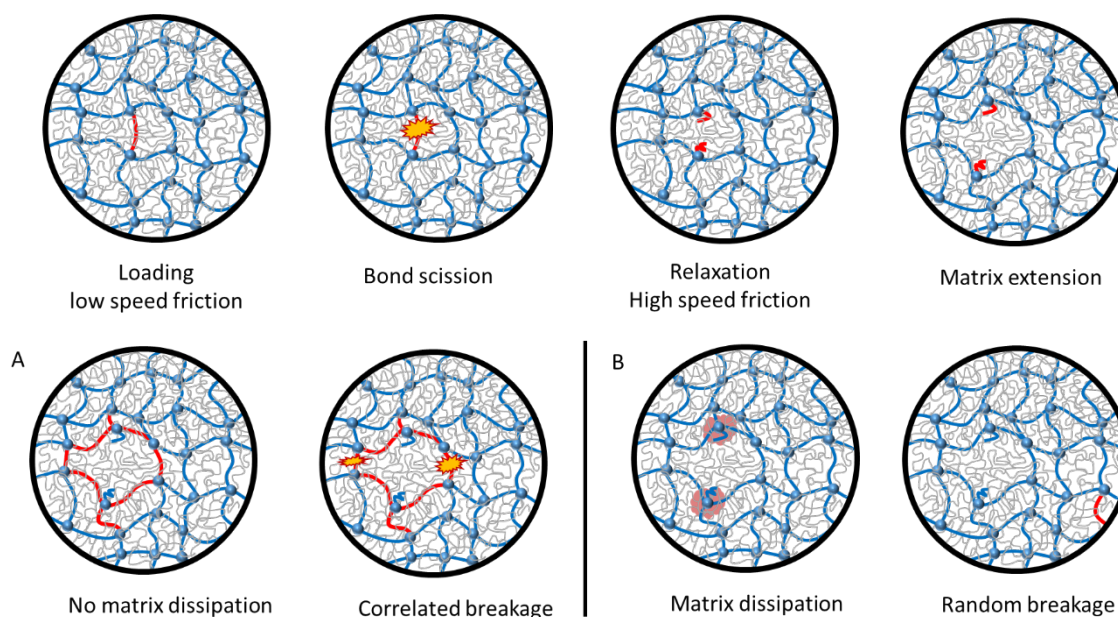 Loading
low speed friction
Bond scission
Relaxation
High speed friction
Matrix extension
A
B
No matrix dissipation
Correlated breakage
Matrix dissipation
Random breakage